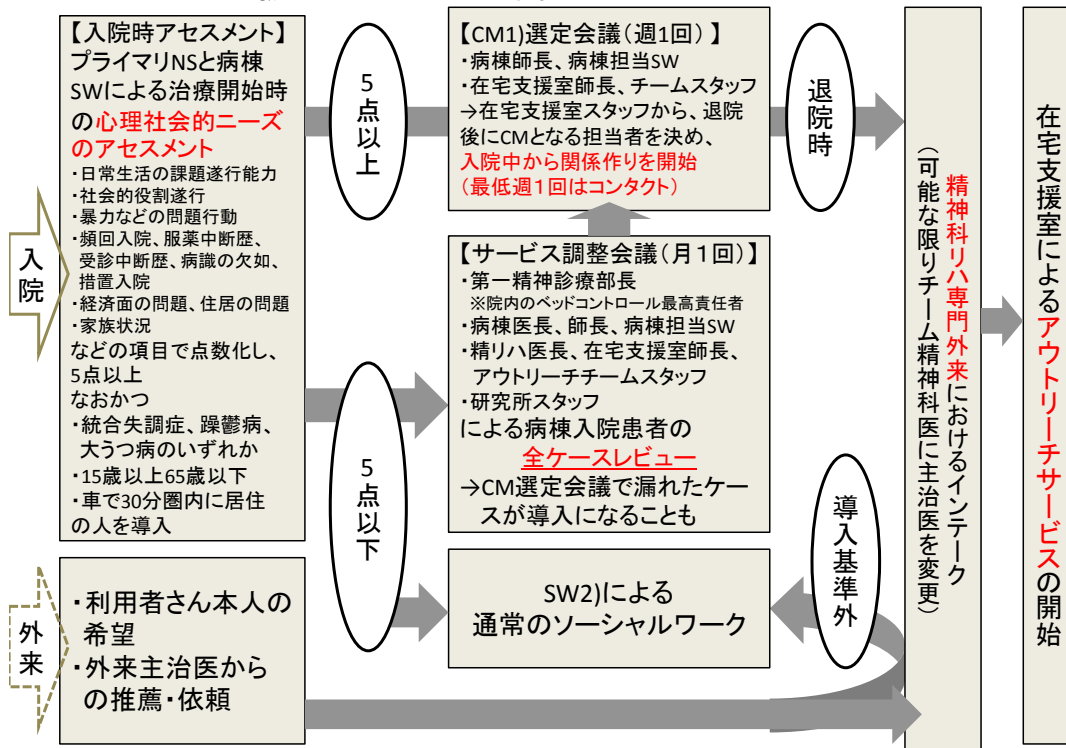 入院
【入院時アセスメント】
プライマリNSと病棟
SWによる治療開始時
の心理社会的ニーズ
のアセスメント
・日常生活の課題遂行能力
・社会的役割遂行
・暴力などの問題行動
・頻回入院、服薬中断歴、
受診中断歴、病識の欠如、
措置入院
・経済面の問題、住居の問題
・家族状況
などの項目で点数化し、
5点以上
なおかつ
・統合失調症、躁鬱病、
大うつ病のいずれか
・15歳以上65歳以下
・車で30分圏内に居住
の人を導入
5点以上
【CM1)選定会議（週1回）】
・病棟師長、病棟担当SW
・在宅支援室師長、チームスタッフ
→在宅支援室スタッフから、退院
後にCMとなる担当者を決め、
入院中から関係作りを開始
（最低週1回はコンタクト）
退院時
5点以下
【サービス調整会議（月1回）】
・第一精神診療部長
※院内のベッドコントロール最高責任者
・病棟医長、師長、病棟担当SW
・精リハ医長、在宅支援室師長、
アウトリーチチームスタッフ
・研究所スタッフ
による病棟入院患者の
全ケースレビュー
→CM選定会議で漏れたケー
スが導入になることも
外来
・利用者さん本人の
希望
・外来主治医から
の推薦・依頼
SW2)による
通常のソーシャルワーク
導入基準外
精神科リハ専門外来におけるインテーク
（可能な限りチーム精神科医に主治医を変更）
在宅支援室によるアウトリーチサービスの開始